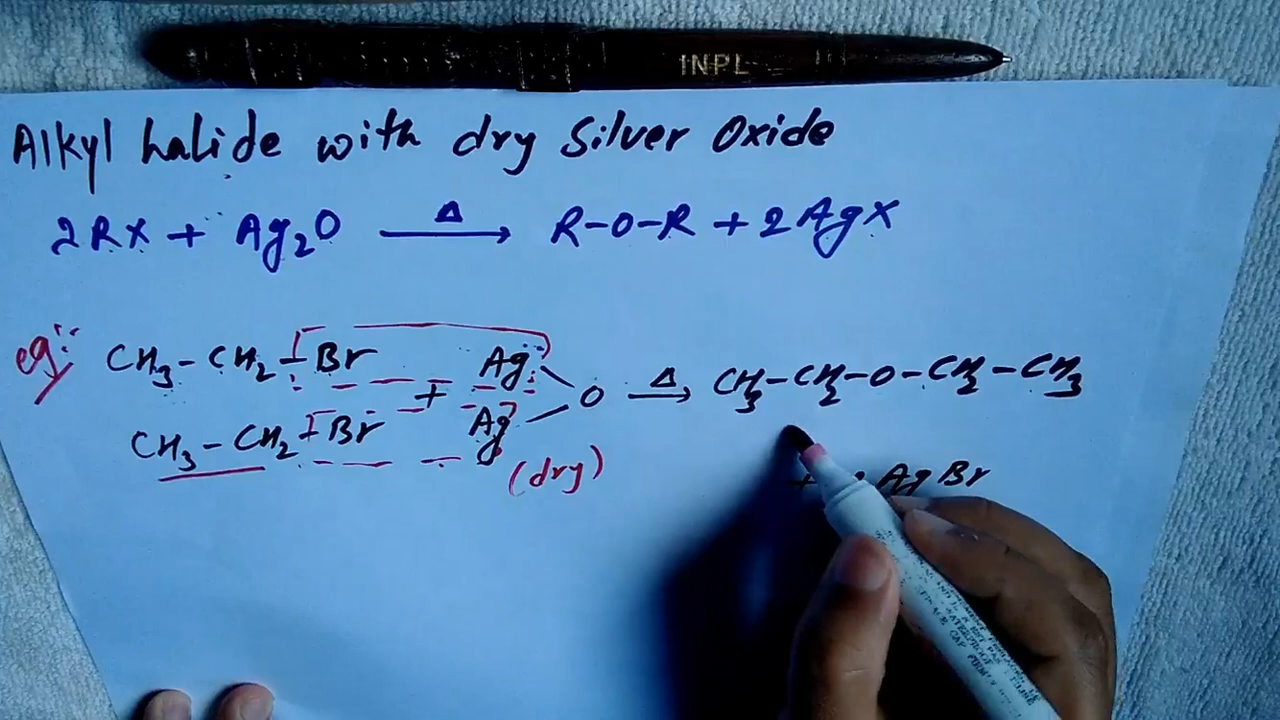 INPL
Alkyl halide with dry Silver Oxide
2RX + Ag₂O —Δ→ R-O-R + 2AgX
eg:
CH₃-CH₂-Br + Ag
Ag O —Δ→ CH₃-CH₂-O-CH₂-CH₃
CH₃-CH₂-Br
(dry)
+ AgBr